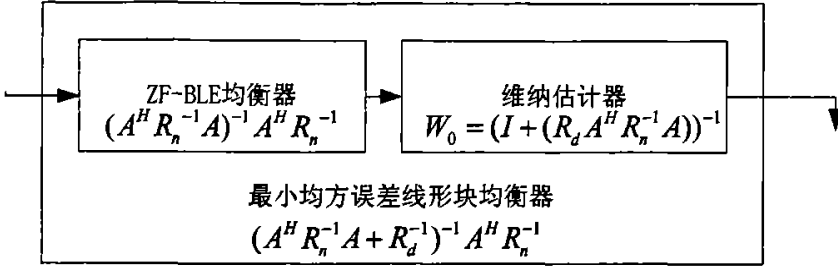 ZF-BLE均衡器
(A^H R_n^{-1} A)^{-1} A^H R_n^{-1}
维纳估计器
W_0 = (I + (R_d A^H R_n^{-1} A))^{-1}
最小均方误差线形块均衡器
(A^H R_n^{-1} A + R_d^{-1})^{-1} A^H R_n^{-1}